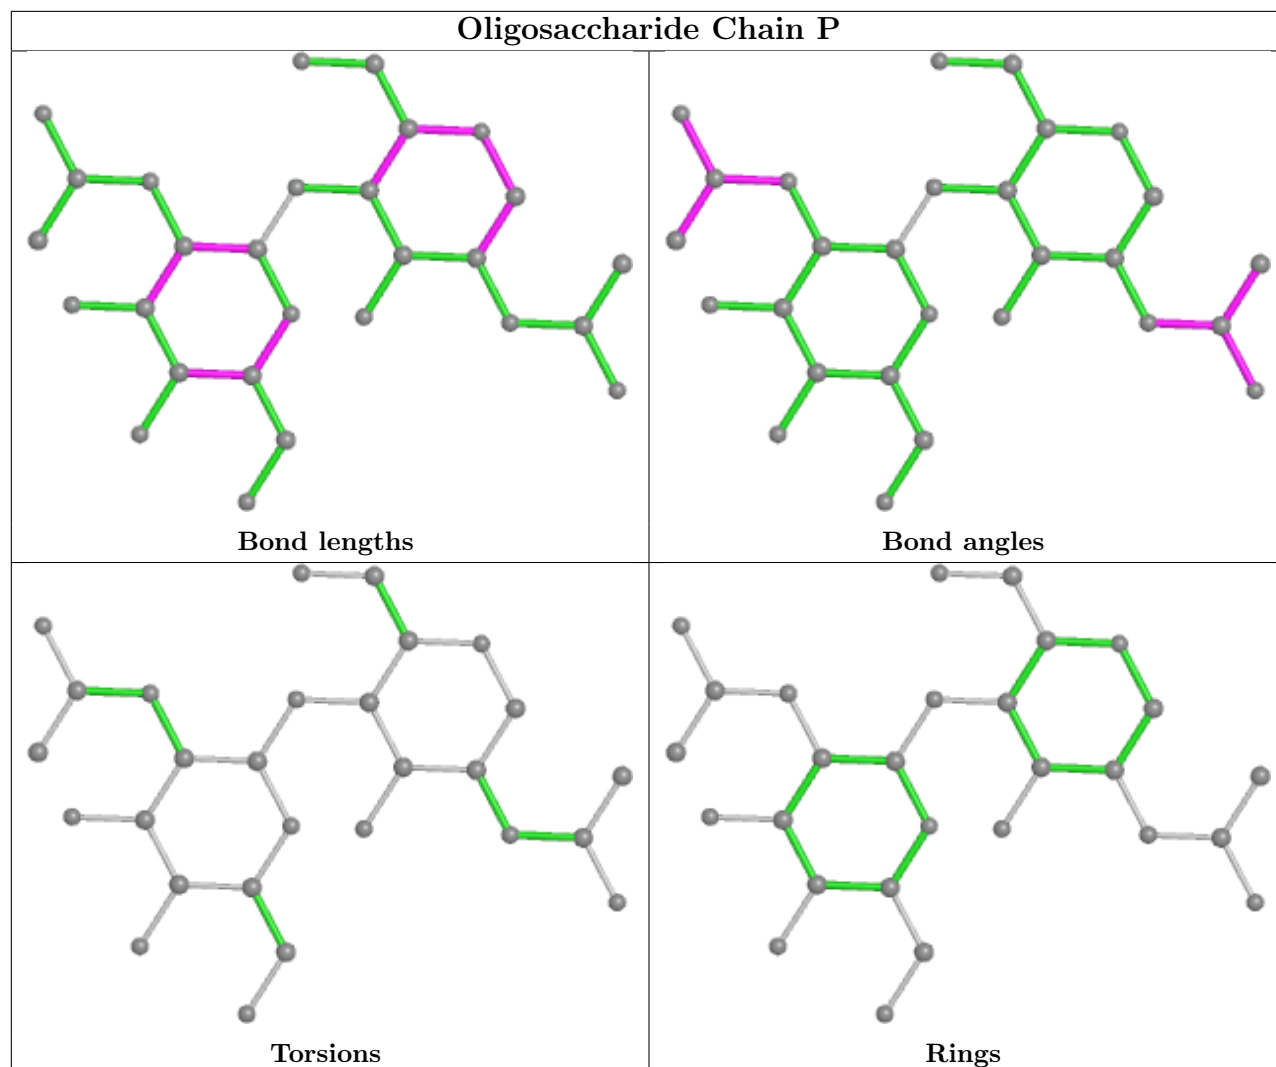 Oligosaccharide Chain P
Bond lengths
Bond angles
Torsions
Rings